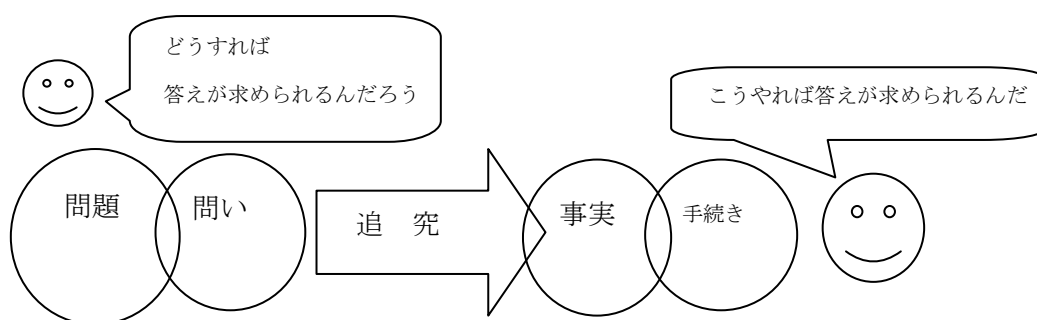 どうすれば
答えが求められるんだろう
こうやれば答えが求められるんだ
問題
問い
追 究
事実
手続き